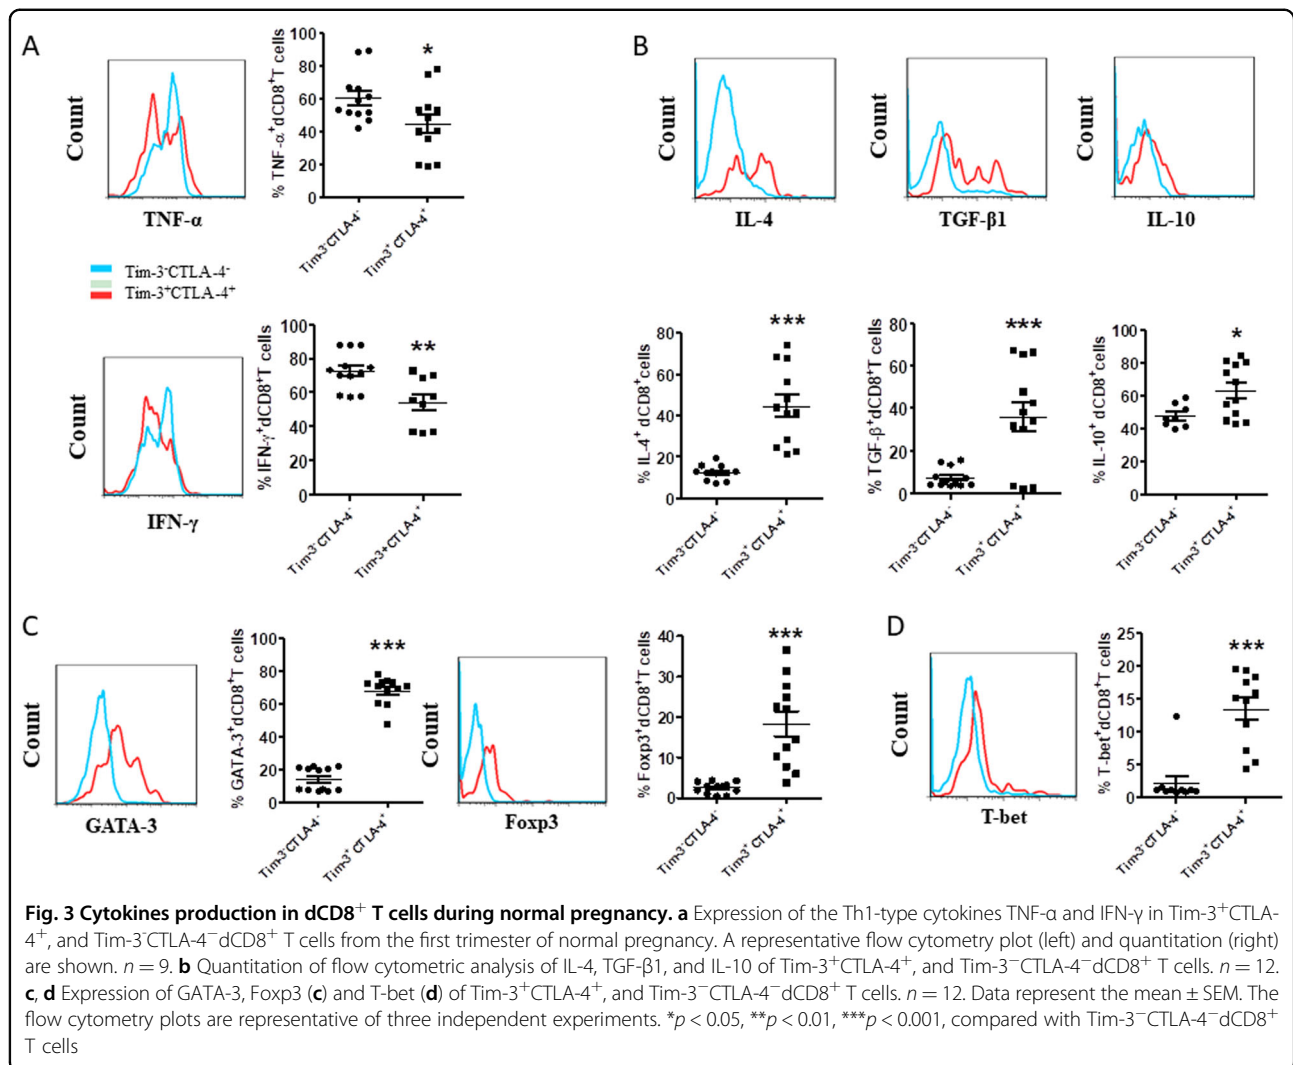 A
Count
TNF-α
% TNF-α⁺dCD8⁺T cells
100
80
60
40
20
0
*
Tim-3⁻CTLA-4⁻
Tim-3⁺CTLA-4⁺
Tim-3⁻CTLA-4⁻
Tim-3⁺CTLA-4⁺
Count
IFN-γ
% IFN-γ⁺dCD8⁺T cells
100
80
60
40
20
0
**
Tim-3⁻CTLA-4⁻
Tim-3+CTLA-4⁺
B
Count
IL-4
Count
TGF-β1
Count
IL-10
% IL-4⁺ dCD8⁺cells
80
60
40
20
0
***
Tim-3⁻CTLA-4⁻
Tim-3⁺CTLA-4⁺
% TGF-β⁺dCD8⁺T cells
80
60
40
20
0
***
Tim-3⁻CTLA-4⁻
Tim-3⁺CTLA-4⁺
% IL-10⁺ dCD8⁺cells
100
80
60
40
20
0
*
Tim-3⁻CTLA-4⁻
Tim-3⁺CTLA-4⁺
C
Count
GATA-3
% GATA-3⁺dCD8⁺T cells
100
80
60
40
20
0
***
Tim-3⁻CTLA-4⁻
Tim-3⁺CTLA-4⁺
Count
Foxp3
% Foxp3⁺dCD8⁺T cells
40
30
20
10
0
***
Tim-3⁻CTLA-4⁻
Tim-3⁺CTLA-4⁺
D
Count
T-bet
% T-bet⁺dCD8⁺T cells
25
20
15
10
5
0
***
Tim-3⁻CTLA-4⁻
Tim-3⁺CTLA-4⁺
Fig. 3 Cytokines production in dCD8⁺ T cells during normal pregnancy. a Expression of the Th1-type cytokines TNF-α and IFN-γ in Tim-3⁺CTLA-
4⁺, and Tim-3⁻CTLA-4⁻dCD8⁺ T cells from the first trimester of normal pregnancy. A representative flow cytometry plot (left) and quantitation (right)
are shown. n = 9. b Quantitation of flow cytometric analysis of IL-4, TGF-β1, and IL-10 of Tim-3⁺CTLA-4⁺, and Tim-3⁻CTLA-4⁻dCD8⁺ T cells. n = 12.
c, d Expression of GATA-3, Foxp3 (c) and T-bet (d) of Tim-3⁺CTLA-4⁺, and Tim-3⁻CTLA-4⁻dCD8⁺ T cells. n = 12. Data represent the mean ± SEM. The
flow cytometry plots are representative of three independent experiments. *p < 0.05, **p < 0.01, ***p < 0.001, compared with Tim-3⁻CTLA-4⁻dCD8⁺
T cells